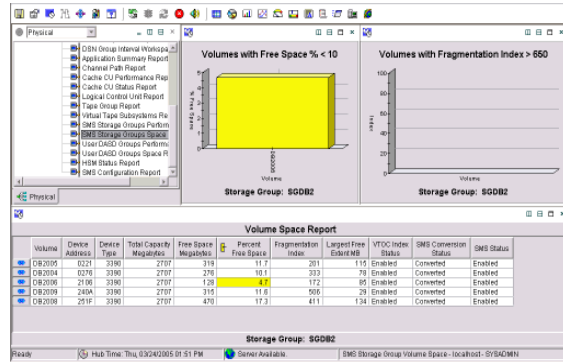 Physical
DSN Group Interval Workspa
Application Summary Report
Channel Path Report
Cache CU Performance Rep
Cache CU Status Report
Logical Control Unit Report
Tape Group Report
Virtual Tape Subsystems Re
SMS Storage Groups Perform
SMS Storage Groups Space
User DASD Groups Performa
User DASD Groups Space R
HSM Status Report
SMS Configuration Report
Physical
Volumes with Free Space % < 10
% Free Space
5
4
3
2
1
0
DB2006
Volume
Storage Group: SGDB2
Volumes with Fragmentation Index > 650
Index
100
80
60
40
20
0
Volume
Storage Group: SGDB2
Volume Space Report
Volume Device Address Device Type Total Capacity Megabytes Free Space Megabytes Percent Free Space Fragmentation Index Largest Free Extent MB VTOC Index Status SMS Conversion Status SMS Status
DB2005 0221 3390 2707 319 11.7 201 115 Enabled Converted Enabled
DB2004 0276 3390 2707 276 10.1 333 78 Enabled Converted Enabled
DB2006 2106 3390 2707 128 4.7 172 85 Enabled Converted Enabled
DB2009 240A 3390 2707 315 11.6 506 29 Enabled Converted Enabled
DB2008 251F 3390 2707 470 17.3 411 134 Enabled Converted Enabled
Storage Group: SGDB2
Ready
Hub Time: Thu, 03/24/2005 01:51 PM
Server Available
SMS Storage Group Volume Space - localhost - SYSADMIN